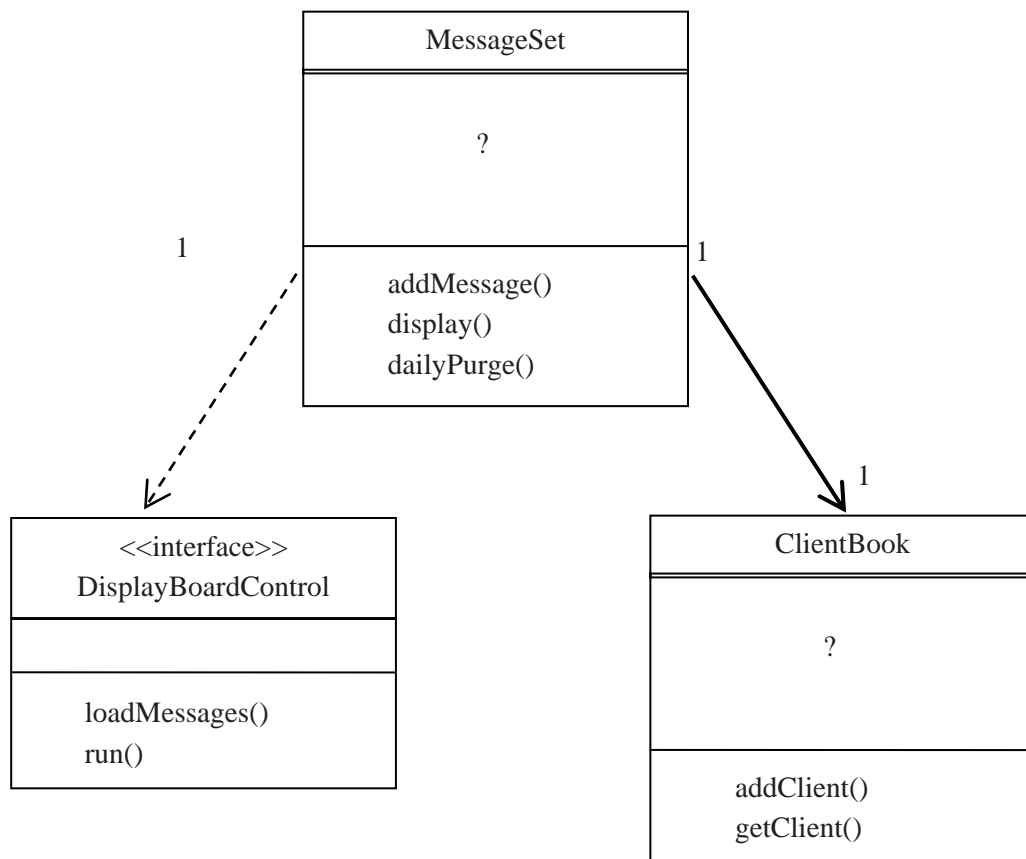 MessageSet
?
1
1
addMessage()
display()
dailyPurge()
1
<<interface>>
DisplayBoardControl
loadMessages()
run()
ClientBook
?
addClient()
getClient()